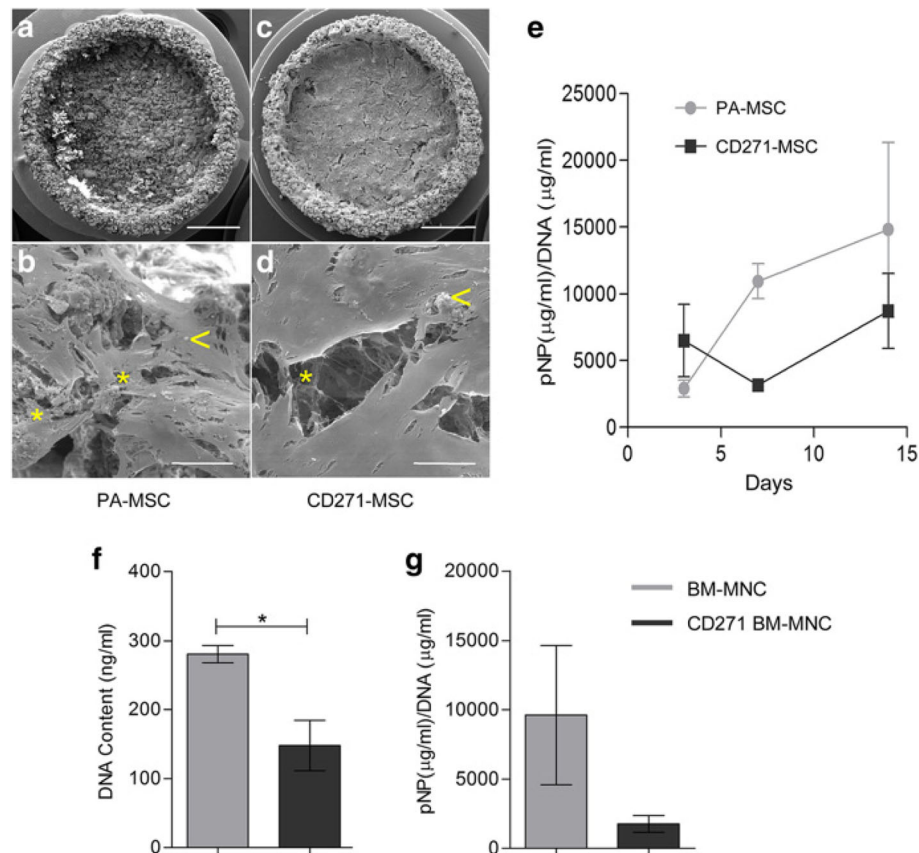 a
c
b
d
<
*
*
<
*
PA-MSC
CD271-MSC
e
25000
20000
15000
10000
5000
0
pNP(μg/ml)/DNA (μg/ml)
PA-MSC
CD271-MSC
0 5 10 15
Days
f
400
300
200
100
0
DNA Content (ng/ml)
*
g
20000
15000
10000
5000
0
pNP(μg/ml)/DNA (μg/ml)
BM-MNC
CD271 BM-MNC